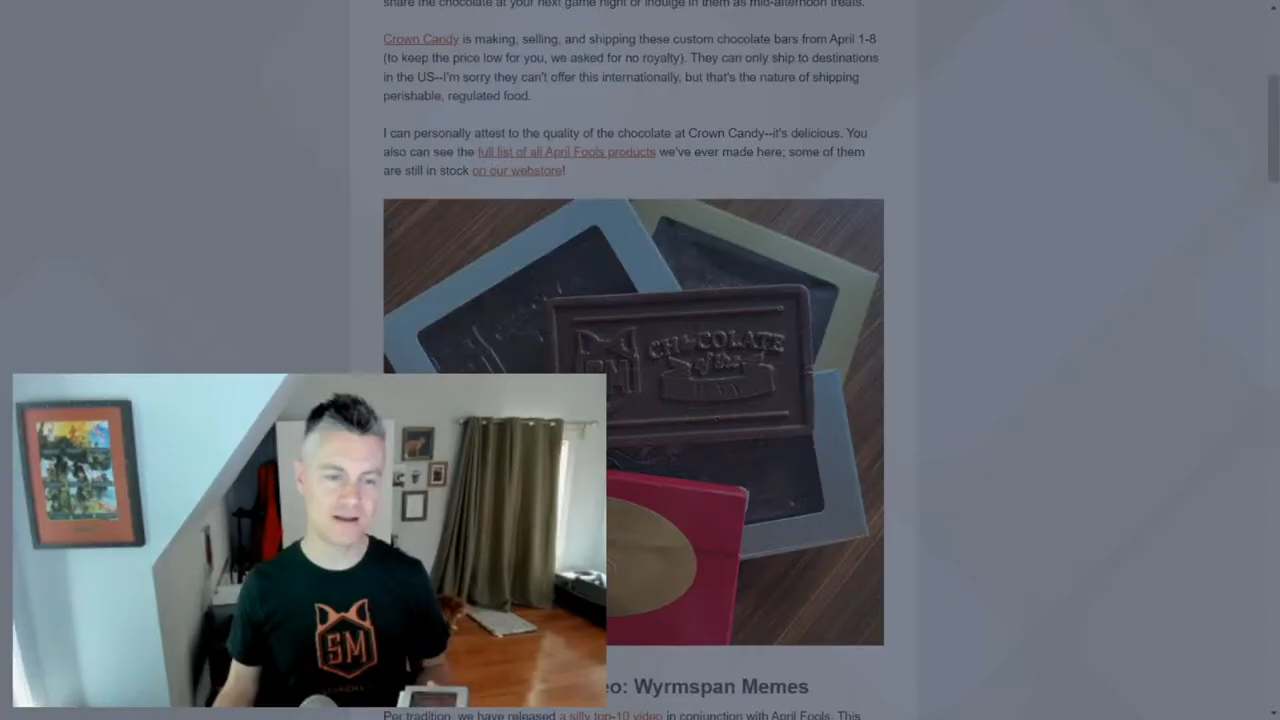 share the chocolate at your next game night or indulge in them as mid-afternoon treats.
Crown Candy is making, selling, and shipping these custom chocolate bars from April 1-8
(to keep the price low for you, we asked for no royalty). They can only ship to destinations
in the US--I'm sorry they can't offer this internationally, but that's the nature of shipping
perishable, regulated food.
I can personally attest to the quality of the chocolate at Crown Candy--it's delicious. You
also can see the full list of all April Fools products we've ever made here; some of them
are still in stock on our webstore!
SM
CHOCOLATE
of the
SM
eo: Wyrmspan Memes
Per tradition, we have released a silly top-10 video in conjunction with April Fools. This